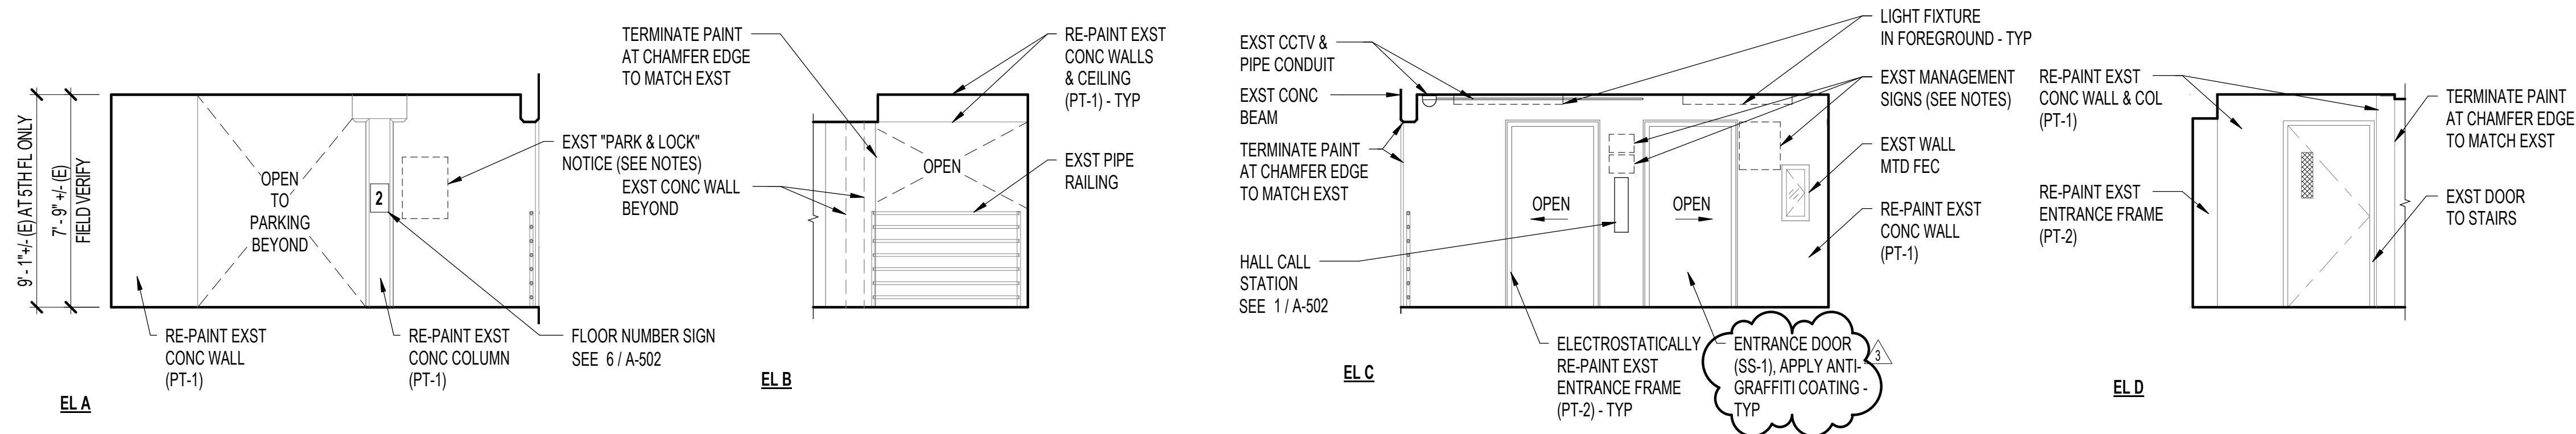 9' - 1"+/- (E) AT 5TH FL ONLY
7' - 9" +/- (E)
FIELD VERIFY
OPEN
TO
PARKING
BEYOND
2
EXST "PARK & LOCK"
NOTICE (SEE NOTES)
RE-PAINT EXST
CONC WALL
(PT-1)
RE-PAINT EXST
CONC COLUMN
(PT-1)
FLOOR NUMBER SIGN
SEE 6 / A-502
EL A
TERMINATE PAINT
AT CHAMFER EDGE
TO MATCH EXST
EXST CONC WALL
BEYOND
OPEN
RE-PAINT EXST
CONC WALLS
& CEILING
(PT-1) - TYP
EXST PIPE
RAILING
EL B
EXST CCTV &
PIPE CONDUIT
EXST CONC
BEAM
TERMINATE PAINT
AT CHAMFER EDGE
TO MATCH EXST
HALL CALL
STATION
SEE 1 / A-502
OPEN
OPEN
LIGHT FIXTURE
IN FOREGROUND - TYP
EXST MANAGEMENT
SIGNS (SEE NOTES)
EXST WALL
MTD FEC
RE-PAINT EXST
CONC WALL
(PT-1)
ELECTROSTATICALLY
RE-PAINT EXST
ENTRANCE FRAME
(PT-2) - TYP
ENTRANCE DOOR
(SS-1), APPLY ANTI-
GRAFFITI COATING -
TYP
3
EL C
RE-PAINT EXST
CONC WALL & COL
(PT-1)
RE-PAINT EXST
ENTRANCE FRAME
(PT-2)
TERMINATE PAINT
AT CHAMFER EDGE
TO MATCH EXST
EXST DOOR
TO STAIRS
EL D